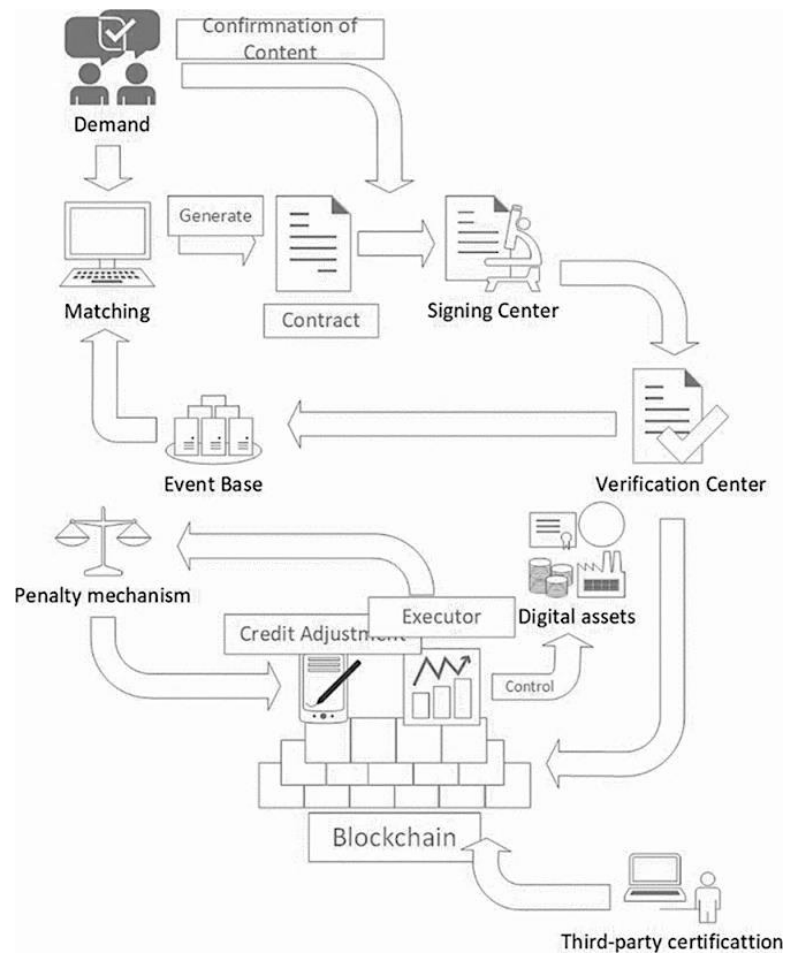 Confirmnation of
Content
Demand
Generate
Matching
Contract
Signing Center
Event Base
Verification Center
Penalty mechanism
Executor
Digital assets
Credit Adjustment
Control
Blockchain
Third-party certificattion